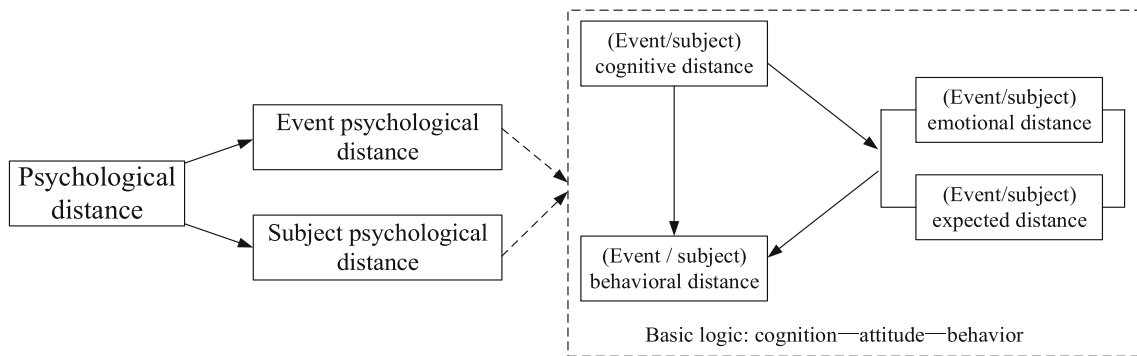 Psychological
distance
Event psychological
distance
Subject psychological
distance
(Event/subject)
cognitive distance
(Event/subject)
emotional distance
(Event/subject)
expected distance
(Event / subject)
behavioral distance
Basic logic: cognition—attitude—behavior